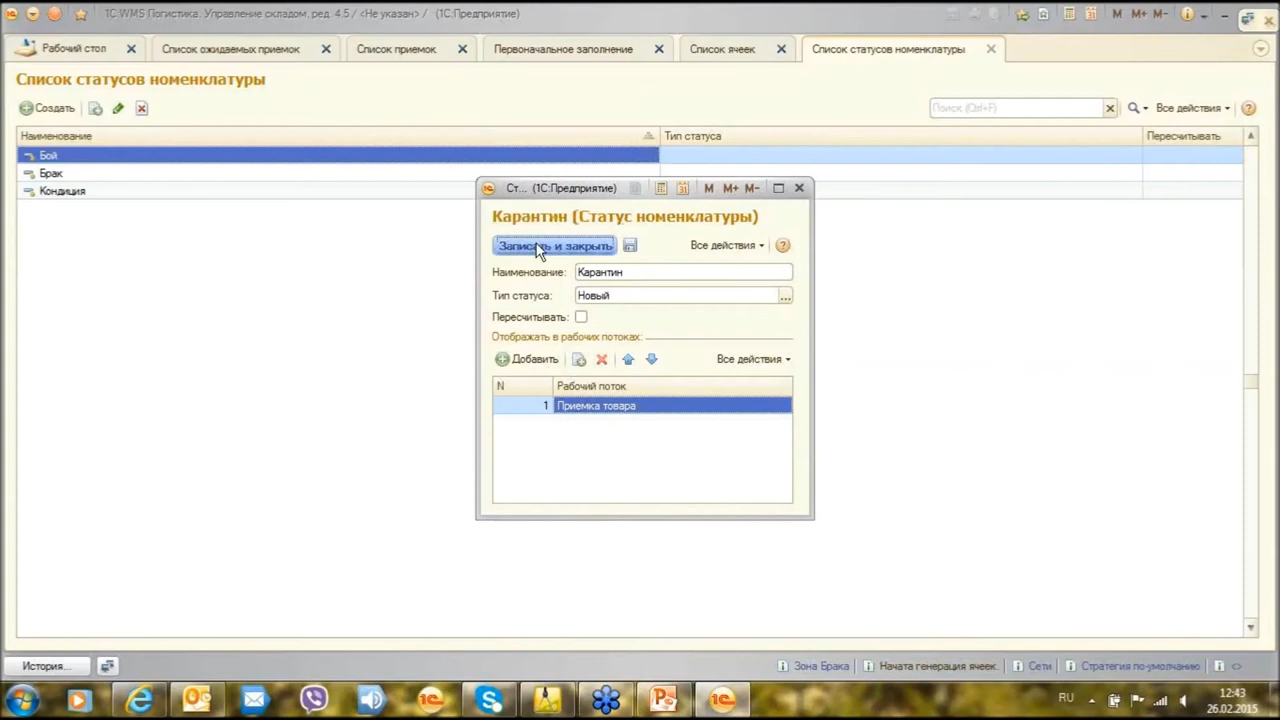 1С:WMS Логистика. Управление складом, ред. 4.5 / <Не указан> / (1С:Предприятие)
M M+ M-
Рабочий стол
Список ожидаемых приемок
Список приемок
Первоначальное заполнение
Список ячеек
Список статусов номенклатуры
Список статусов номенклатуры
Создать
Поиск (Ctrl+F)
Все действия
Наименование
Тип статуса
Пересчитывать
Бой
Брак
Кондиция
Ст... (1С:Предприятие)
M M+ M-
Карантин (Статус номенклатуры)
Записать и закрыть
Все действия
Наименование: Карантин
Тип статуса: Новый
Пересчитывать:
Отображать в рабочих потоках:
Добавить
Все действия
N Рабочий поток
1 Приемка товара
История...
Зона Брака
Начата генерация ячеек.
Сети
Стратегия по-умолчанию
RU
12:43
26.02.2015